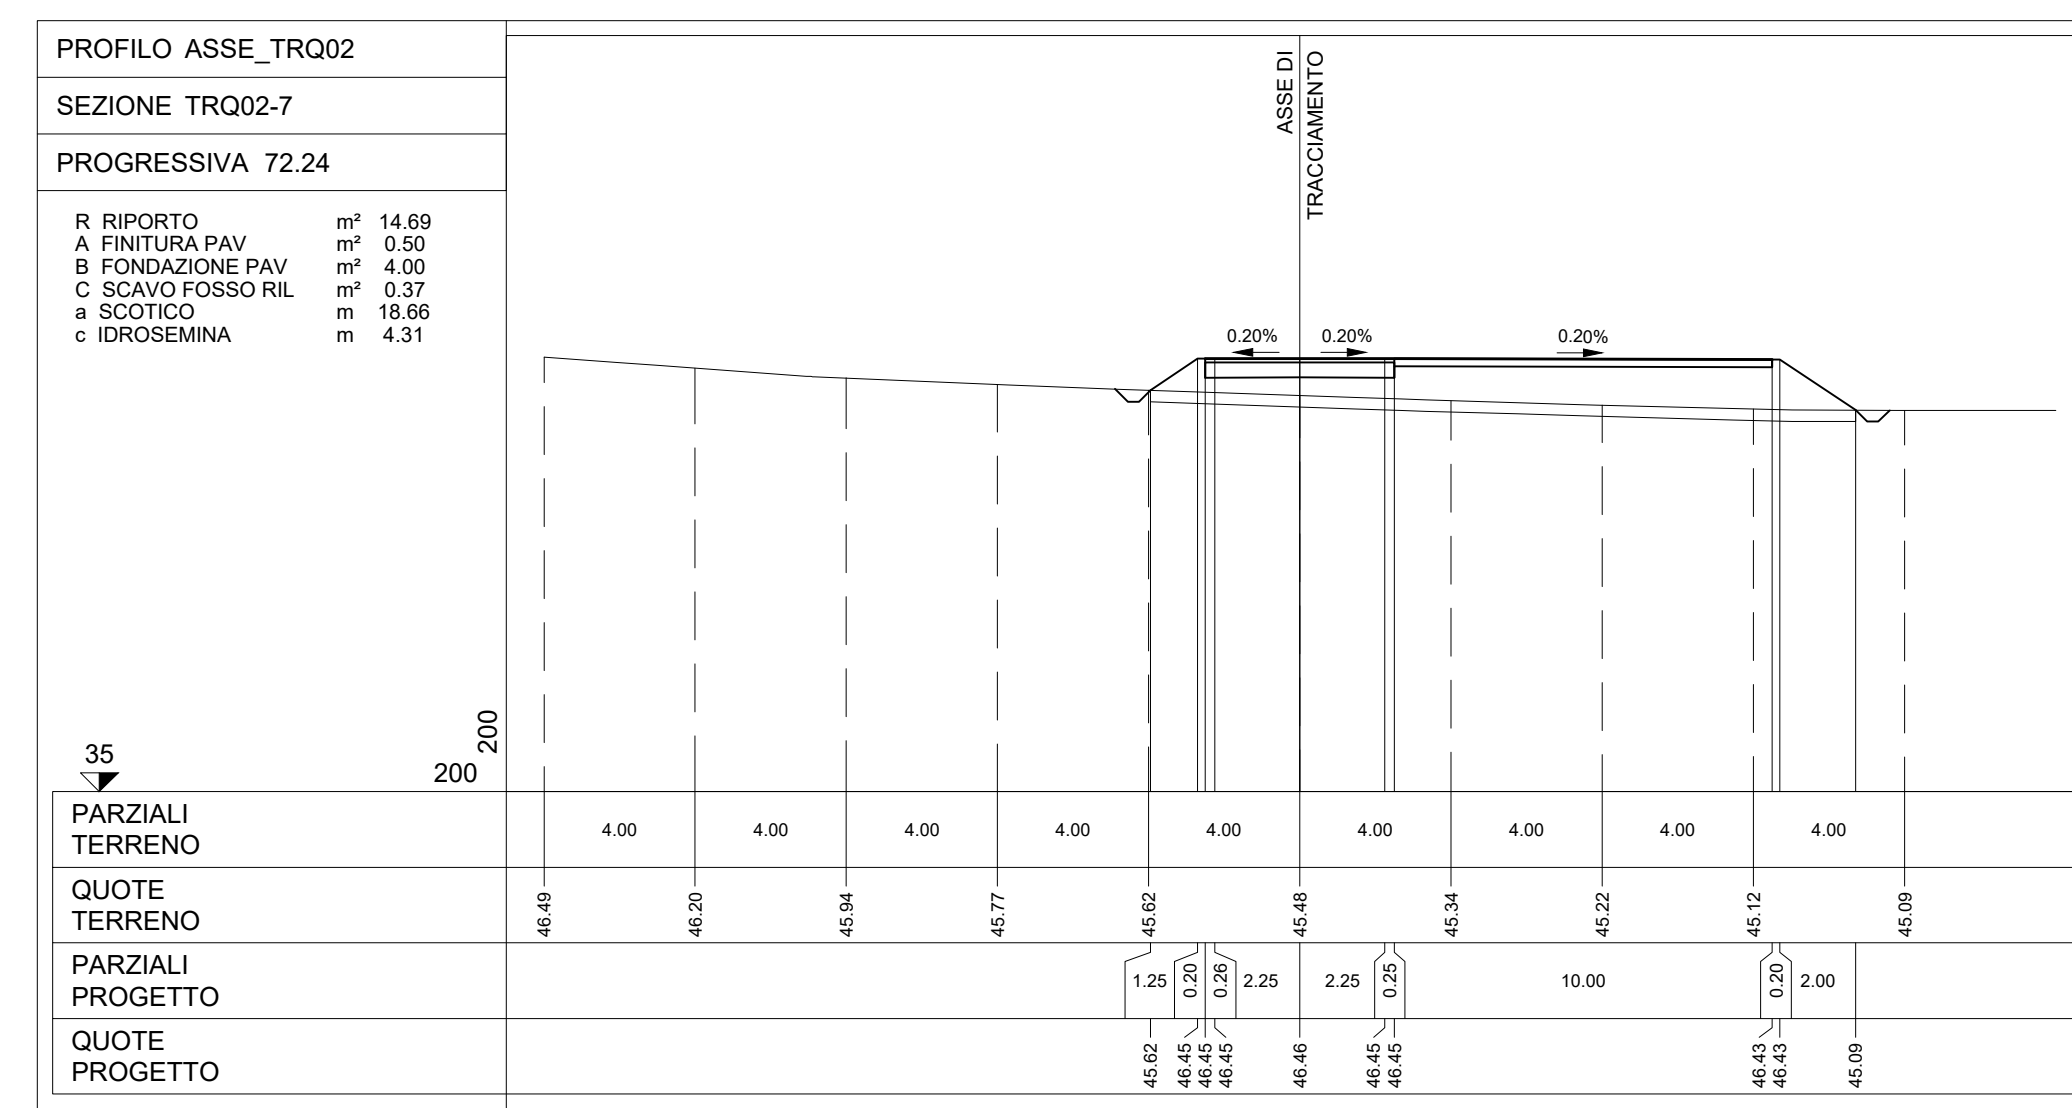 PROFILO ASSE_TRQ02
SEZIONE TRQ02-7
PROGRESSIVA 72.24
R RIPORTO m² 14.69
A FINITURA PAV m² 0.50
B FONDAZIONE PAV m² 4.00
C SCAVO FOSSO RIL m² 0.37
a SCOTICO m 18.66
c IDROSEMINA m 4.31
ASSE DI
TRACCIAMENTO
0.20% 0.20% 0.20%
35
200
200
PARZIALI
TERRENO
4.00 4.00 4.00 4.00 4.00 4.00 4.00 4.00 4.00
QUOTE
TERRENO
46.49 46.20 45.94 45.77 45.62 45.48 45.34 45.22 45.12 45.09
PARZIALI
PROGETTO
1.25 0.20 0.26 2.25 2.25 0.25 10.00 0.20 2.00
QUOTE
PROGETTO
45.62 46.45 46.45 46.45 46.46 46.45 46.45 46.43 46.43 45.09